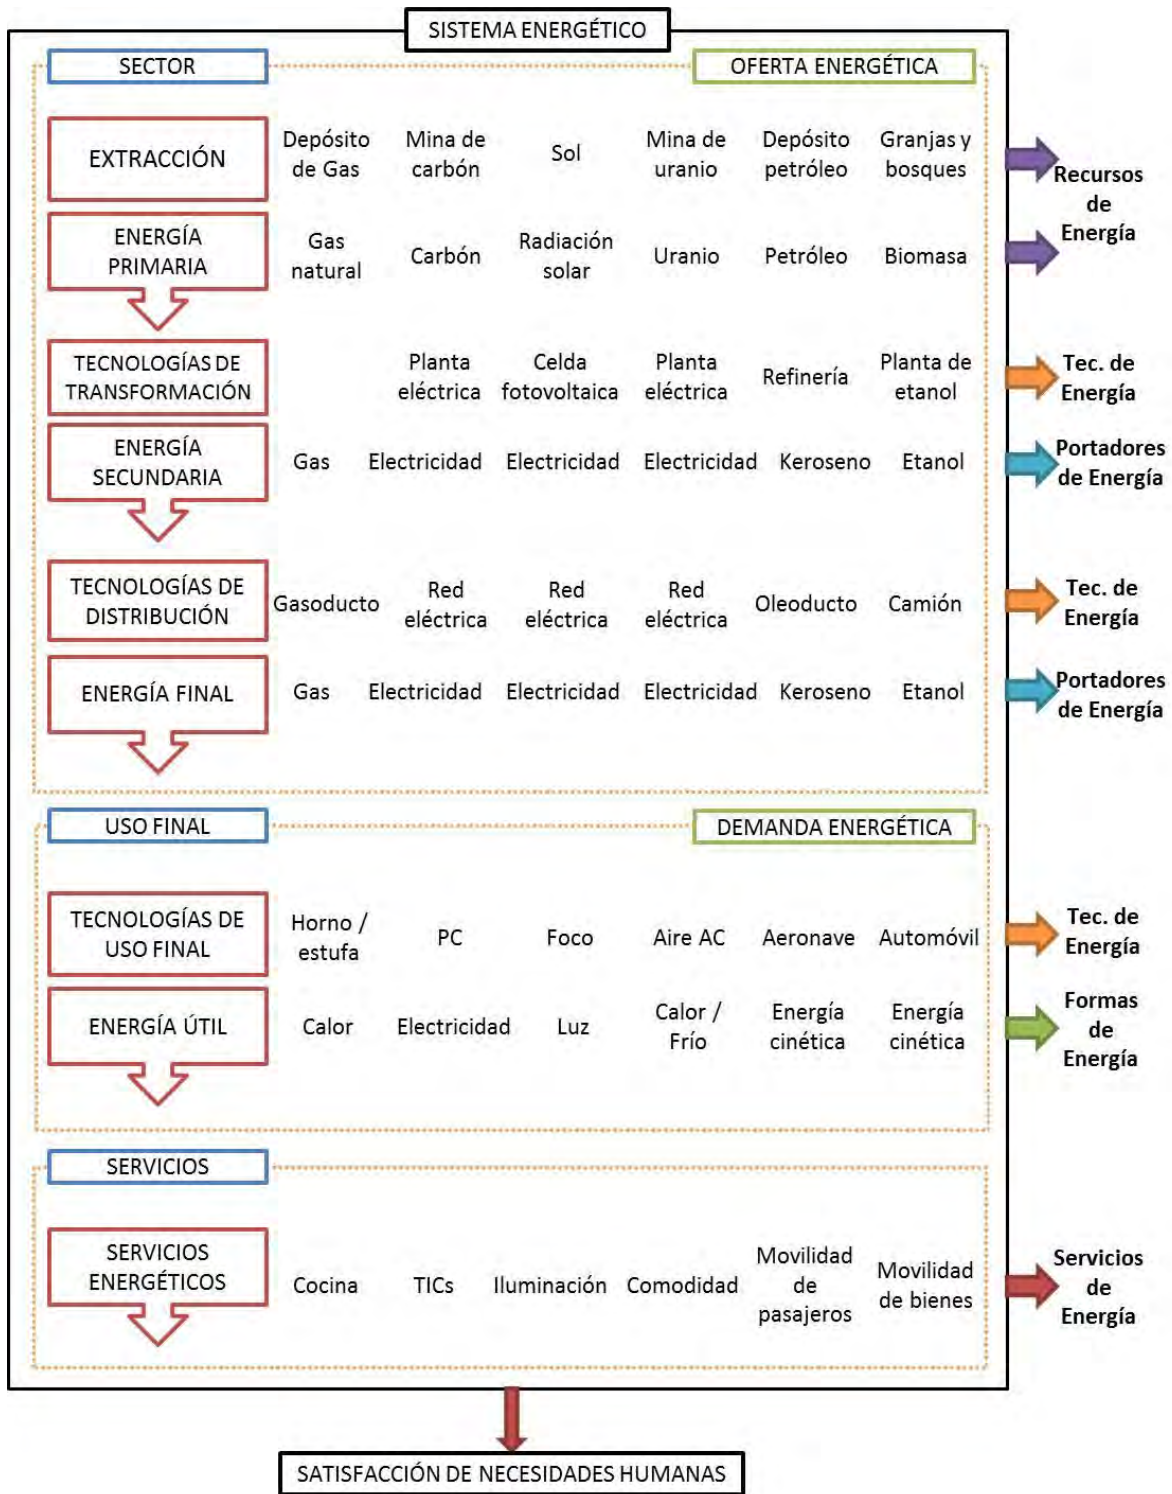 SISTEMA ENERGÉTICO
SECTOR
OFERTA ENERGÉTICA
EXTRACCIÓN
Depósito
de Gas
Mina de
carbón
Sol
Mina de
uranio
Depósito
petróleo
Granjas y
bosques
Recursos
de
Energía
ENERGÍA
PRIMARIA
Gas
natural
Carbón
Radiación
solar
Uranio
Petróleo
Biomasa
TECNOLOGÍAS DE
TRANSFORMACIÓN
Planta
eléctrica
Celda
fotovoltaica
Planta
eléctrica
Refinería
Planta de
etanol
Tec. de
Energía
ENERGÍA
SECUNDARIA
Gas
Electricidad
Electricidad
Electricidad
Keroseno
Etanol
Portadores
de Energía
TECNOLOGÍAS DE
DISTRIBUCIÓN
Gasoducto
Red
eléctrica
Red
eléctrica
Red
eléctrica
Oleoducto
Camión
Tec. de
Energía
ENERGÍA FINAL
Gas
Electricidad
Electricidad
Electricidad
Keroseno
Etanol
Portadores
de Energía
USO FINAL
DEMANDA ENERGÉTICA
TECNOLOGÍAS DE
USO FINAL
Horno /
estufa
PC
Foco
Aire AC
Aeronave
Automóvil
Tec. de
Energía
ENERGÍA ÚTIL
Calor
Electricidad
Luz
Calor /
Frío
Energía
cinética
Energía
cinética
Formas
de
Energía
SERVICIOS
SERVICIOS
ENERGÉTICOS
Cocina
TICs
Iluminación
Comodidad
Movilidad
de
pasajeros
Movilidad
de bienes
Servicios
de
Energía
SATISFACCIÓN DE NECESIDADES HUMANAS